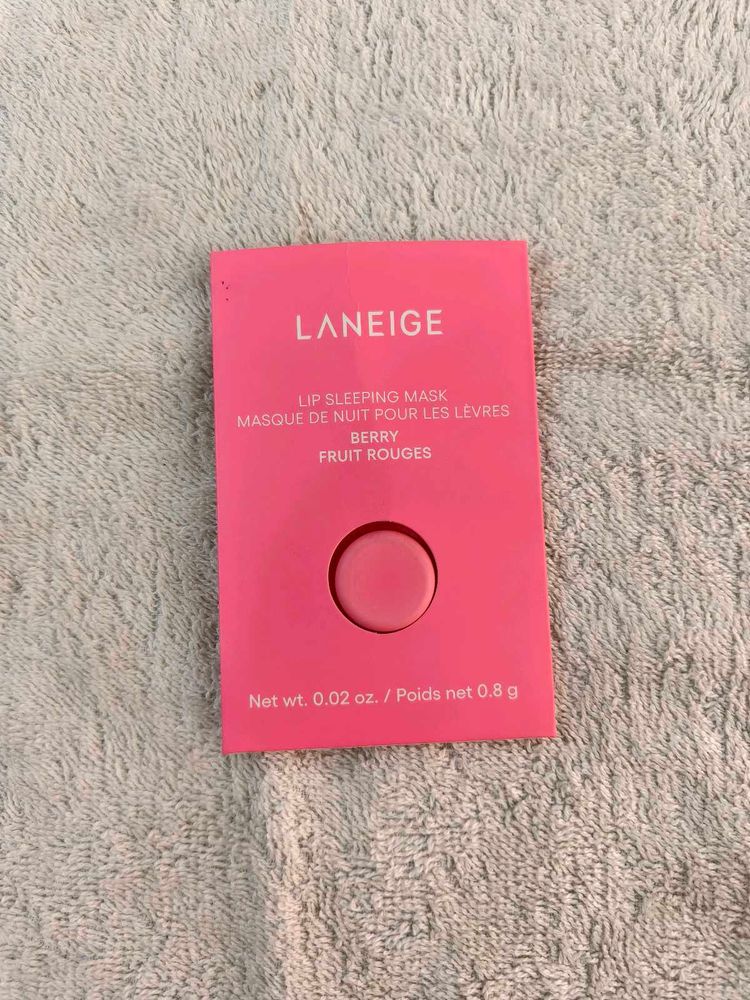 LANEIGE
LIP SLEEPING MASK
MASQUE DE NUIT POUR LES LÈVRES
BERRY
FRUIT ROUGES
Net wt. 0.02 oz. / Poids net 0.8 g